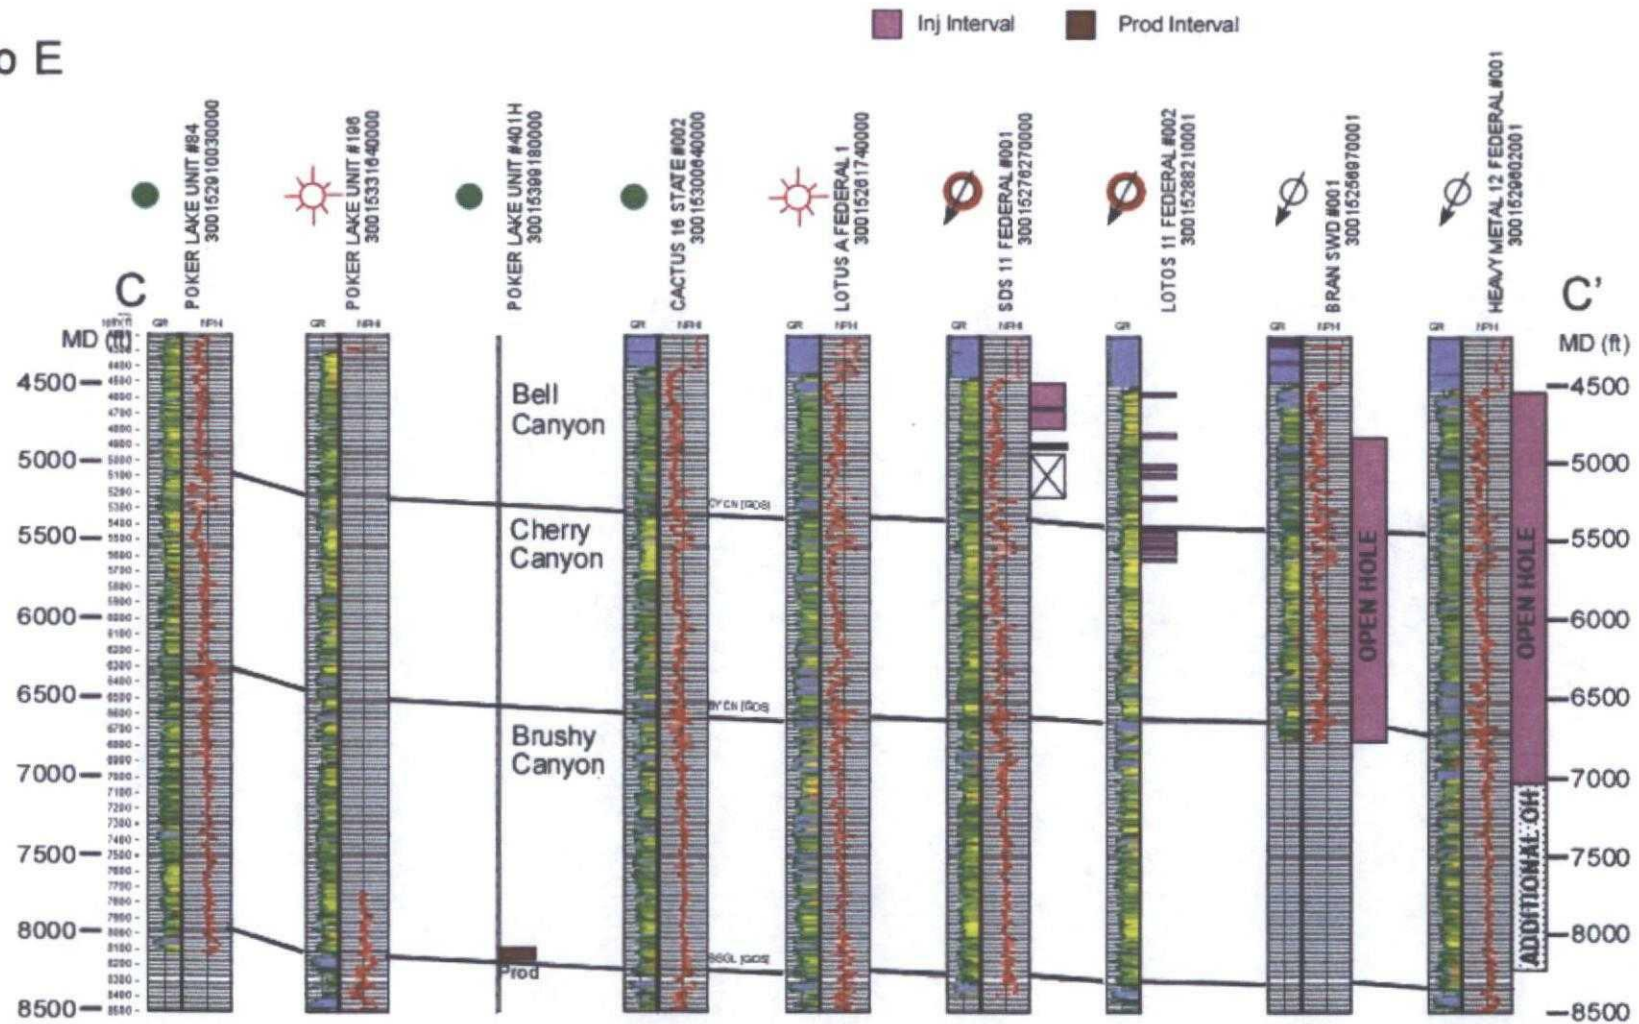 Inj Interval
Prod Interval
o E
POKER LAKE UNIT #84
30015291003000​0
POKER LAKE UNIT #196
30015331640000
POKER LAKE UNIT #401H
30015399180000
CACTUS 16 STATE #002
30015300640000
LOTUS A FEDERAL 1
30015261740000
SDS 11 FEDERAL #001
30015276270000
LOTOS 11 FEDERAL #002
30015288210001
BRAN SWD #001
30015256970001
HEAVY METAL 12 FEDERAL #001
30015296020001
C
C'
MD (ft)
MD (ft)
4500
5000
5500
6000
6500
7000
7500
8000
8500
Bell
Canyon
Cherry
Canyon
Brushy
Canyon
Prod
OPEN HOLE
OPEN HOLE
ADDITIONAL OH
4500
5000
5500
6000
6500
7000
7500
8000
8500